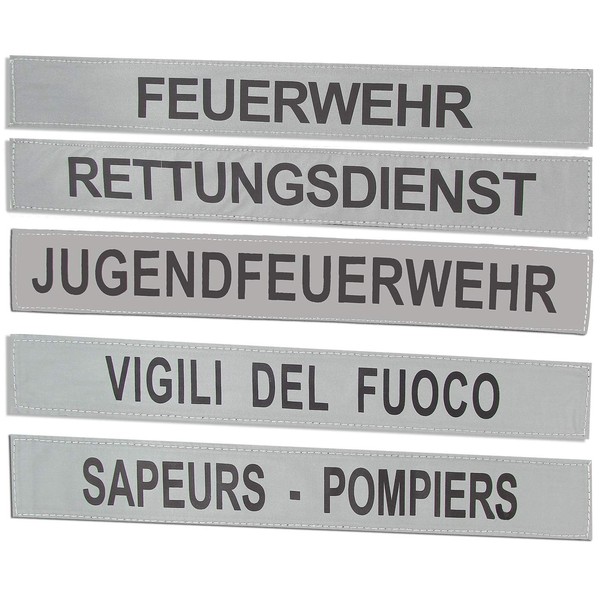 FEUERWEHR
RETTUNGSDIENST
JUGENDFEUERWEHR
VIGILI DEL FUOCO
SAPEURS - POMPIERS